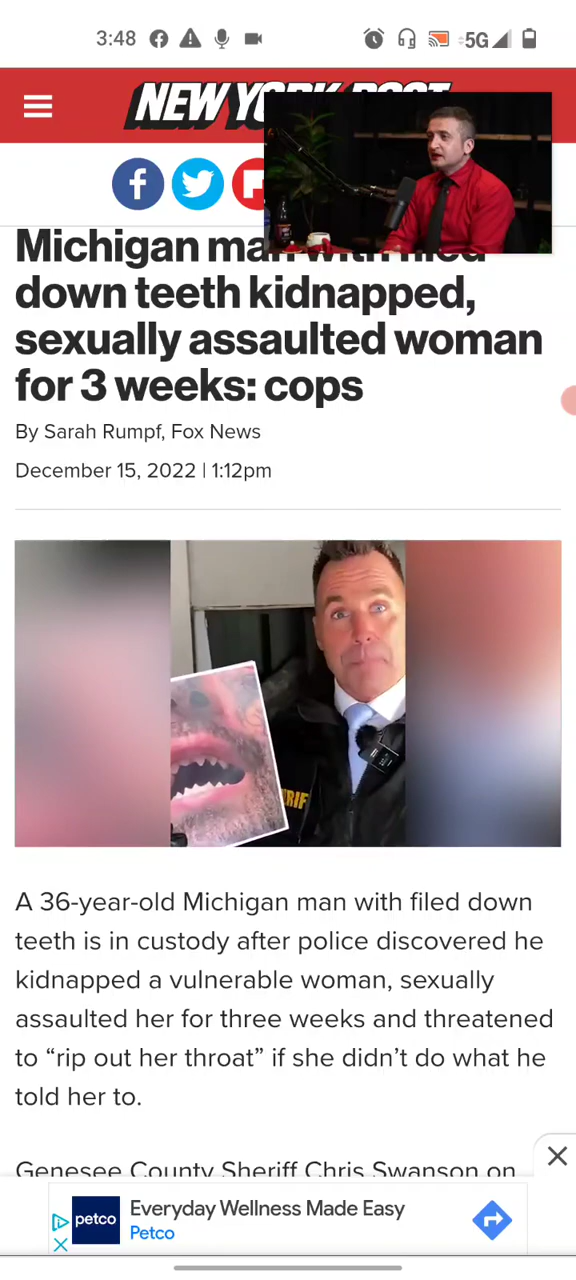 3:48 5G
NEW YORK POST
Michigan man with filed
down teeth kidnapped,
sexually assaulted woman
for 3 weeks: cops
By Sarah Rumpf, Fox News
December 15, 2022 | 1:12pm
RIF
A 36-year-old Michigan man with filed down
teeth is in custody after police discovered he
kidnapped a vulnerable woman, sexually
assaulted her for three weeks and threatened
to “rip out her throat” if she didn’t do what he
told her to.
Genesee County Sheriff Chris Swanson on
petco
Everyday Wellness Made Easy
Petco